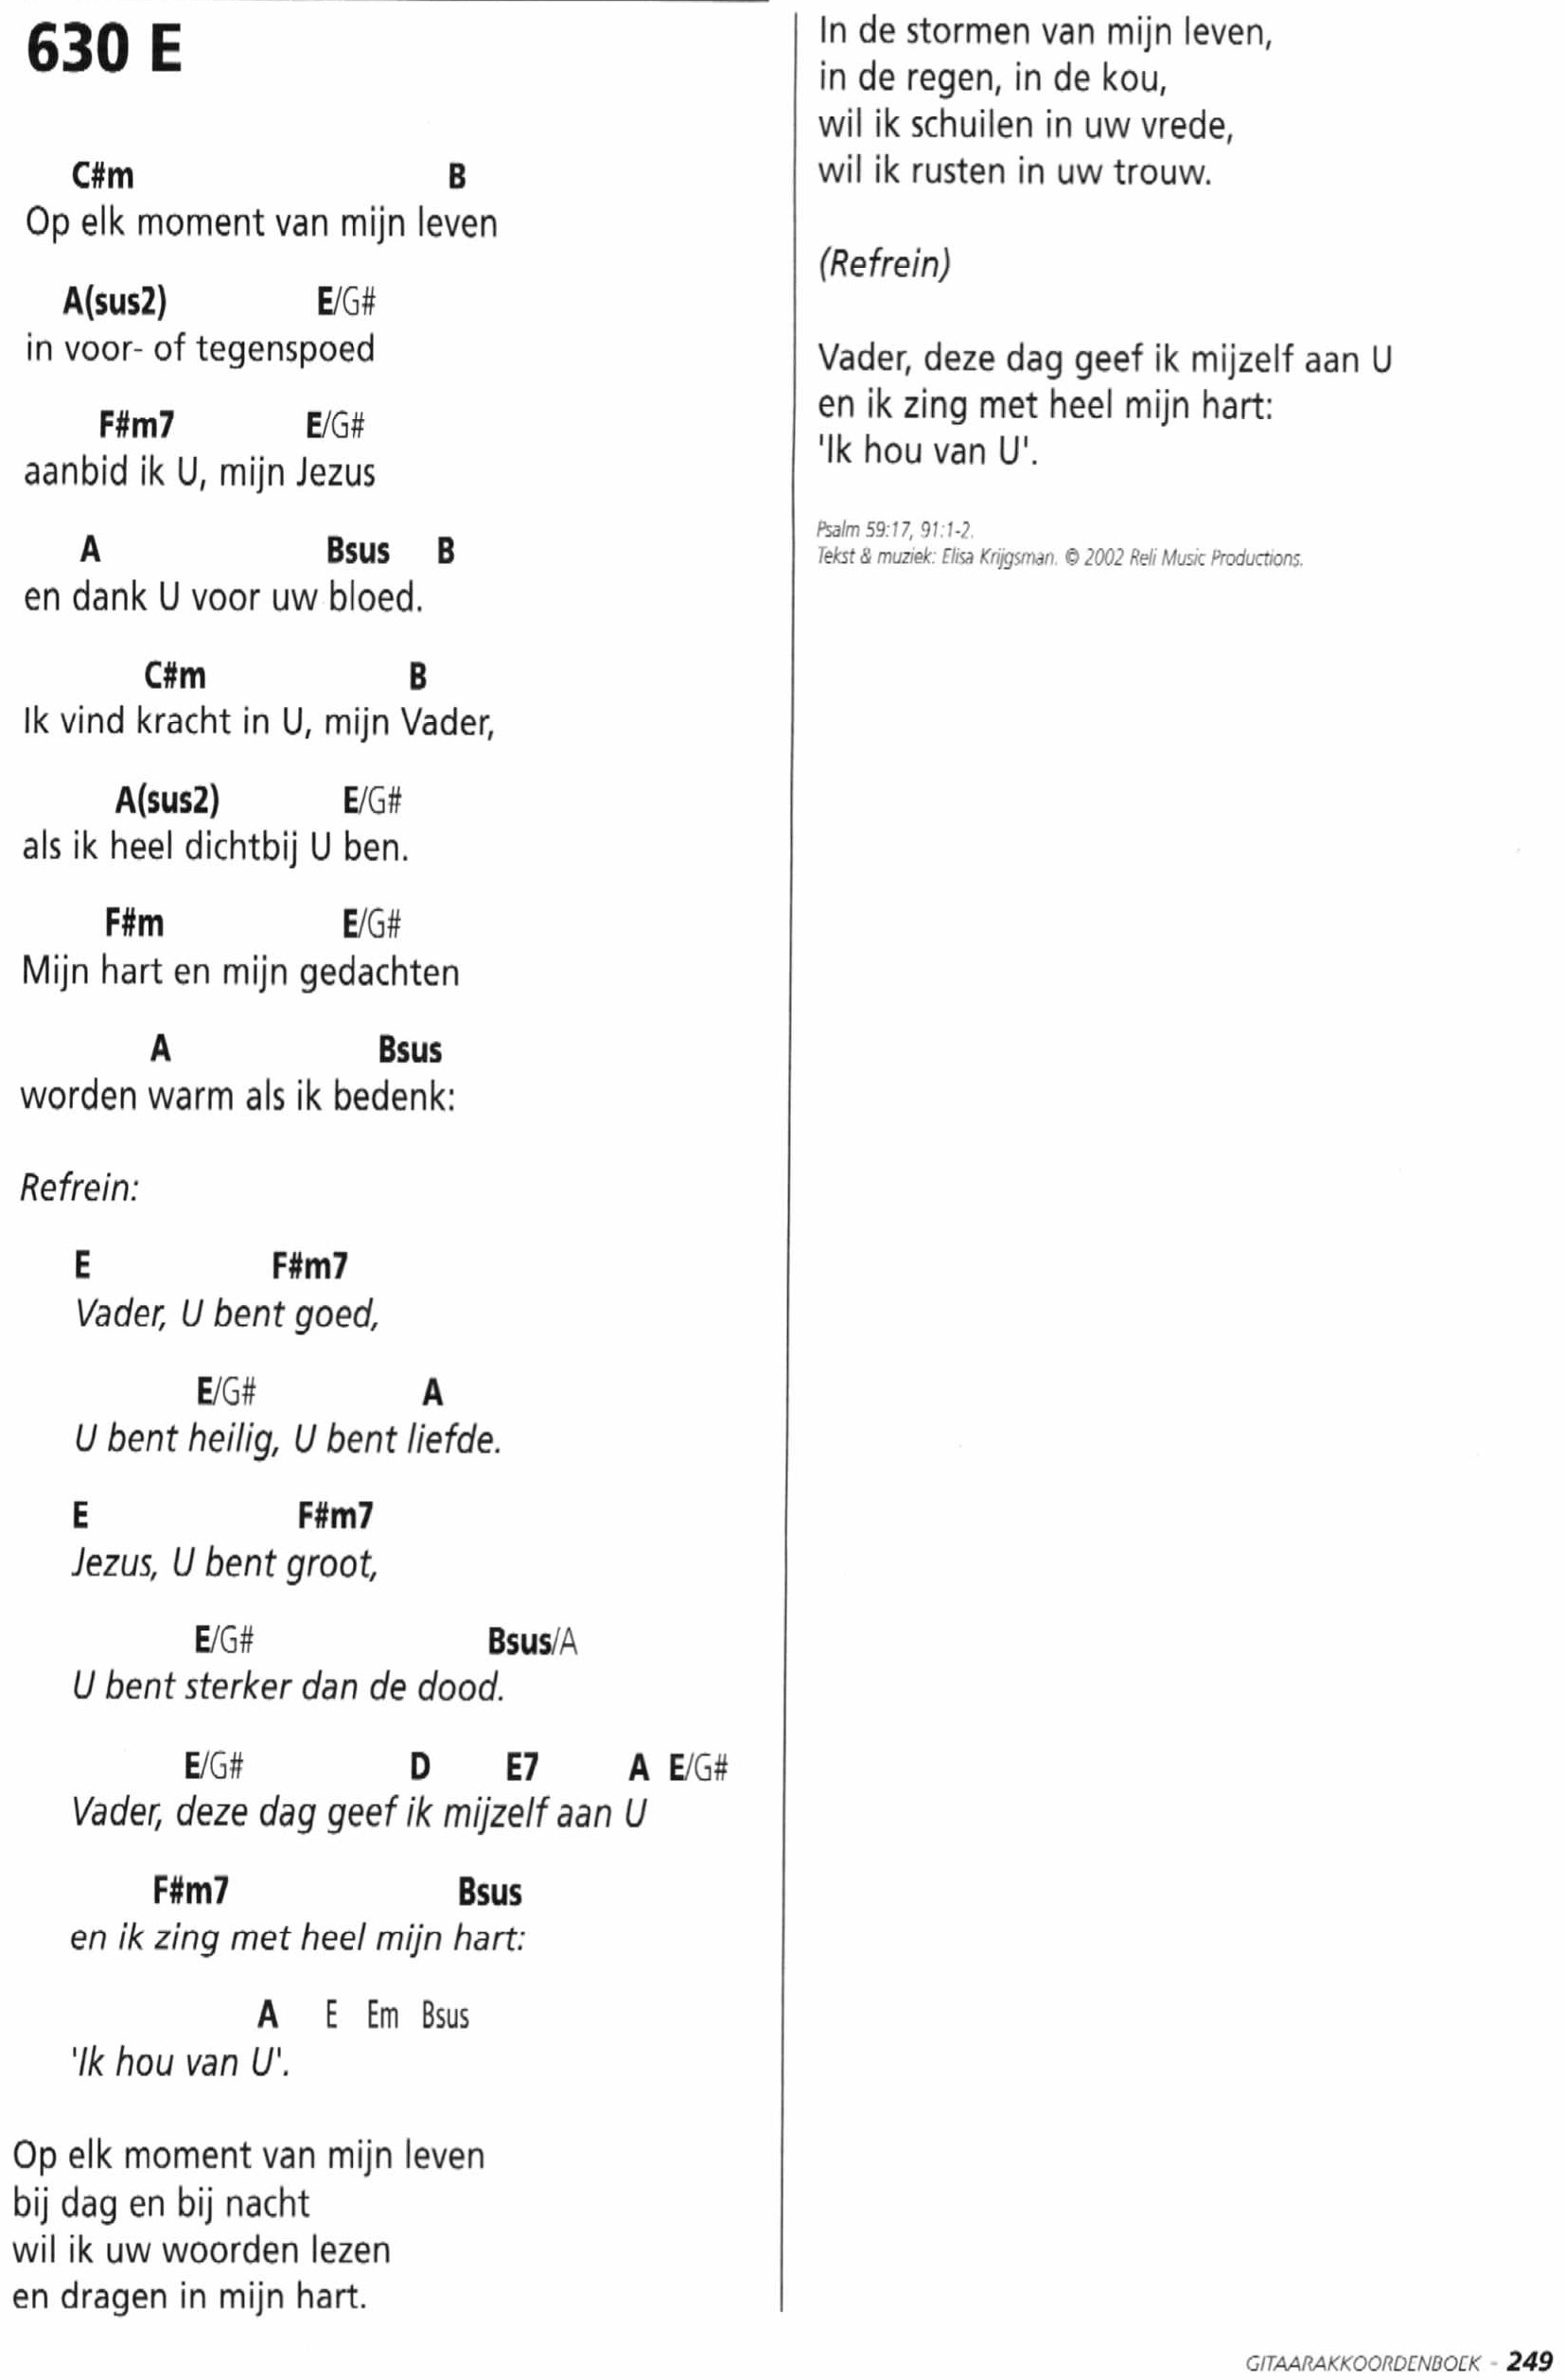 630 E
C#m B
Op elk moment van mijn leven
A(sus2) E/G#
in voor- of tegenspoed
F#m7 E/G#
aanbid ik U, mijn Jezus
A Bsus B
en dank U voor uw bloed.
C#m B
Ik vind kracht in U, mijn Vader,
A(sus2) E/G#
als ik heel dichtbij U ben.
F#m E/G#
Mijn hart en mijn gedachten
A Bsus
worden warm als ik bedenk:
Refrein:
E F#m7
Vader, U bent goed,
E/G# A
U bent heilig, U bent liefde.
E F#m7
Jezus, U bent groot,
E/G# Bsus/A
U bent sterker dan de dood.
E/G# D E7 A E/G#
Vader, deze dag geef ik mijzelf aan U
F#m7 Bsus
en ik zing met heel mijn hart:
A E Em Bsus
'Ik hou van U'.
Op elk moment van mijn leven
bij dag en bij nacht
wil ik uw woorden lezen
en dragen in mijn hart.
In de stormen van mijn leven,
in de regen, in de kou,
wil ik schuilen in uw vrede,
wil ik rusten in uw trouw.
(Refrein)
Vader, deze dag geef ik mijzelf aan U
en ik zing met heel mijn hart:
'Ik hou van U'.
Psalm 59:17, 91:1-2.
Tekst & muziek: Elisa Krijgsman. © 2002 Reli Music Productions.
GITAARAKKOORDENBOEK - 249